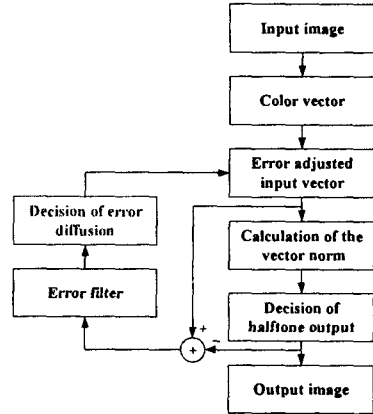 Input image
Color vector
Error adjusted
input vector
Decision of error
diffusion
Calculation of the
vector norm
Error filter
Decision of
halftone output
+
−
+
Output image